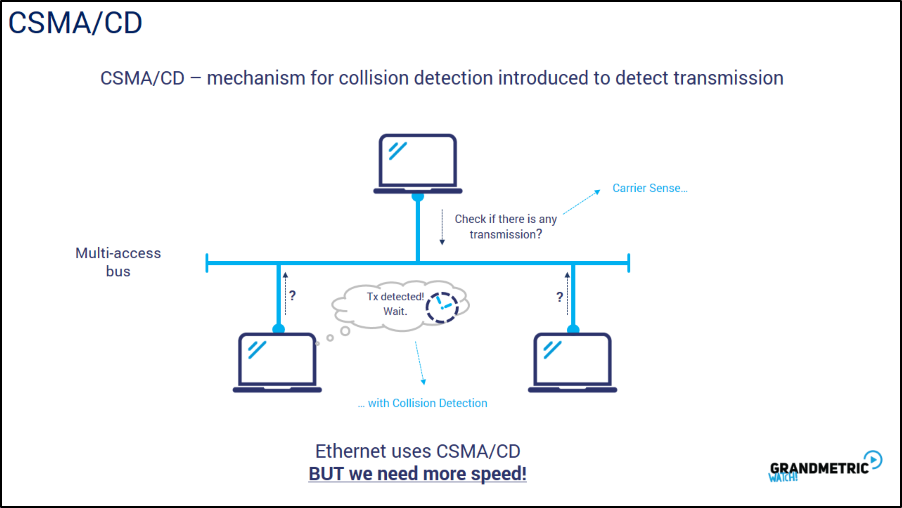 CSMA/CD
CSMA/CD – mechanism for collision detection introduced to detect transmission
Carrier Sense...
Check if there is any
transmission?
Multi-access
bus
?
Tx detected!
Wait.
?
... with Collision Detection
Ethernet uses CSMA/CD
BUT we need more speed!
GRANDMETRIC
WATCH!